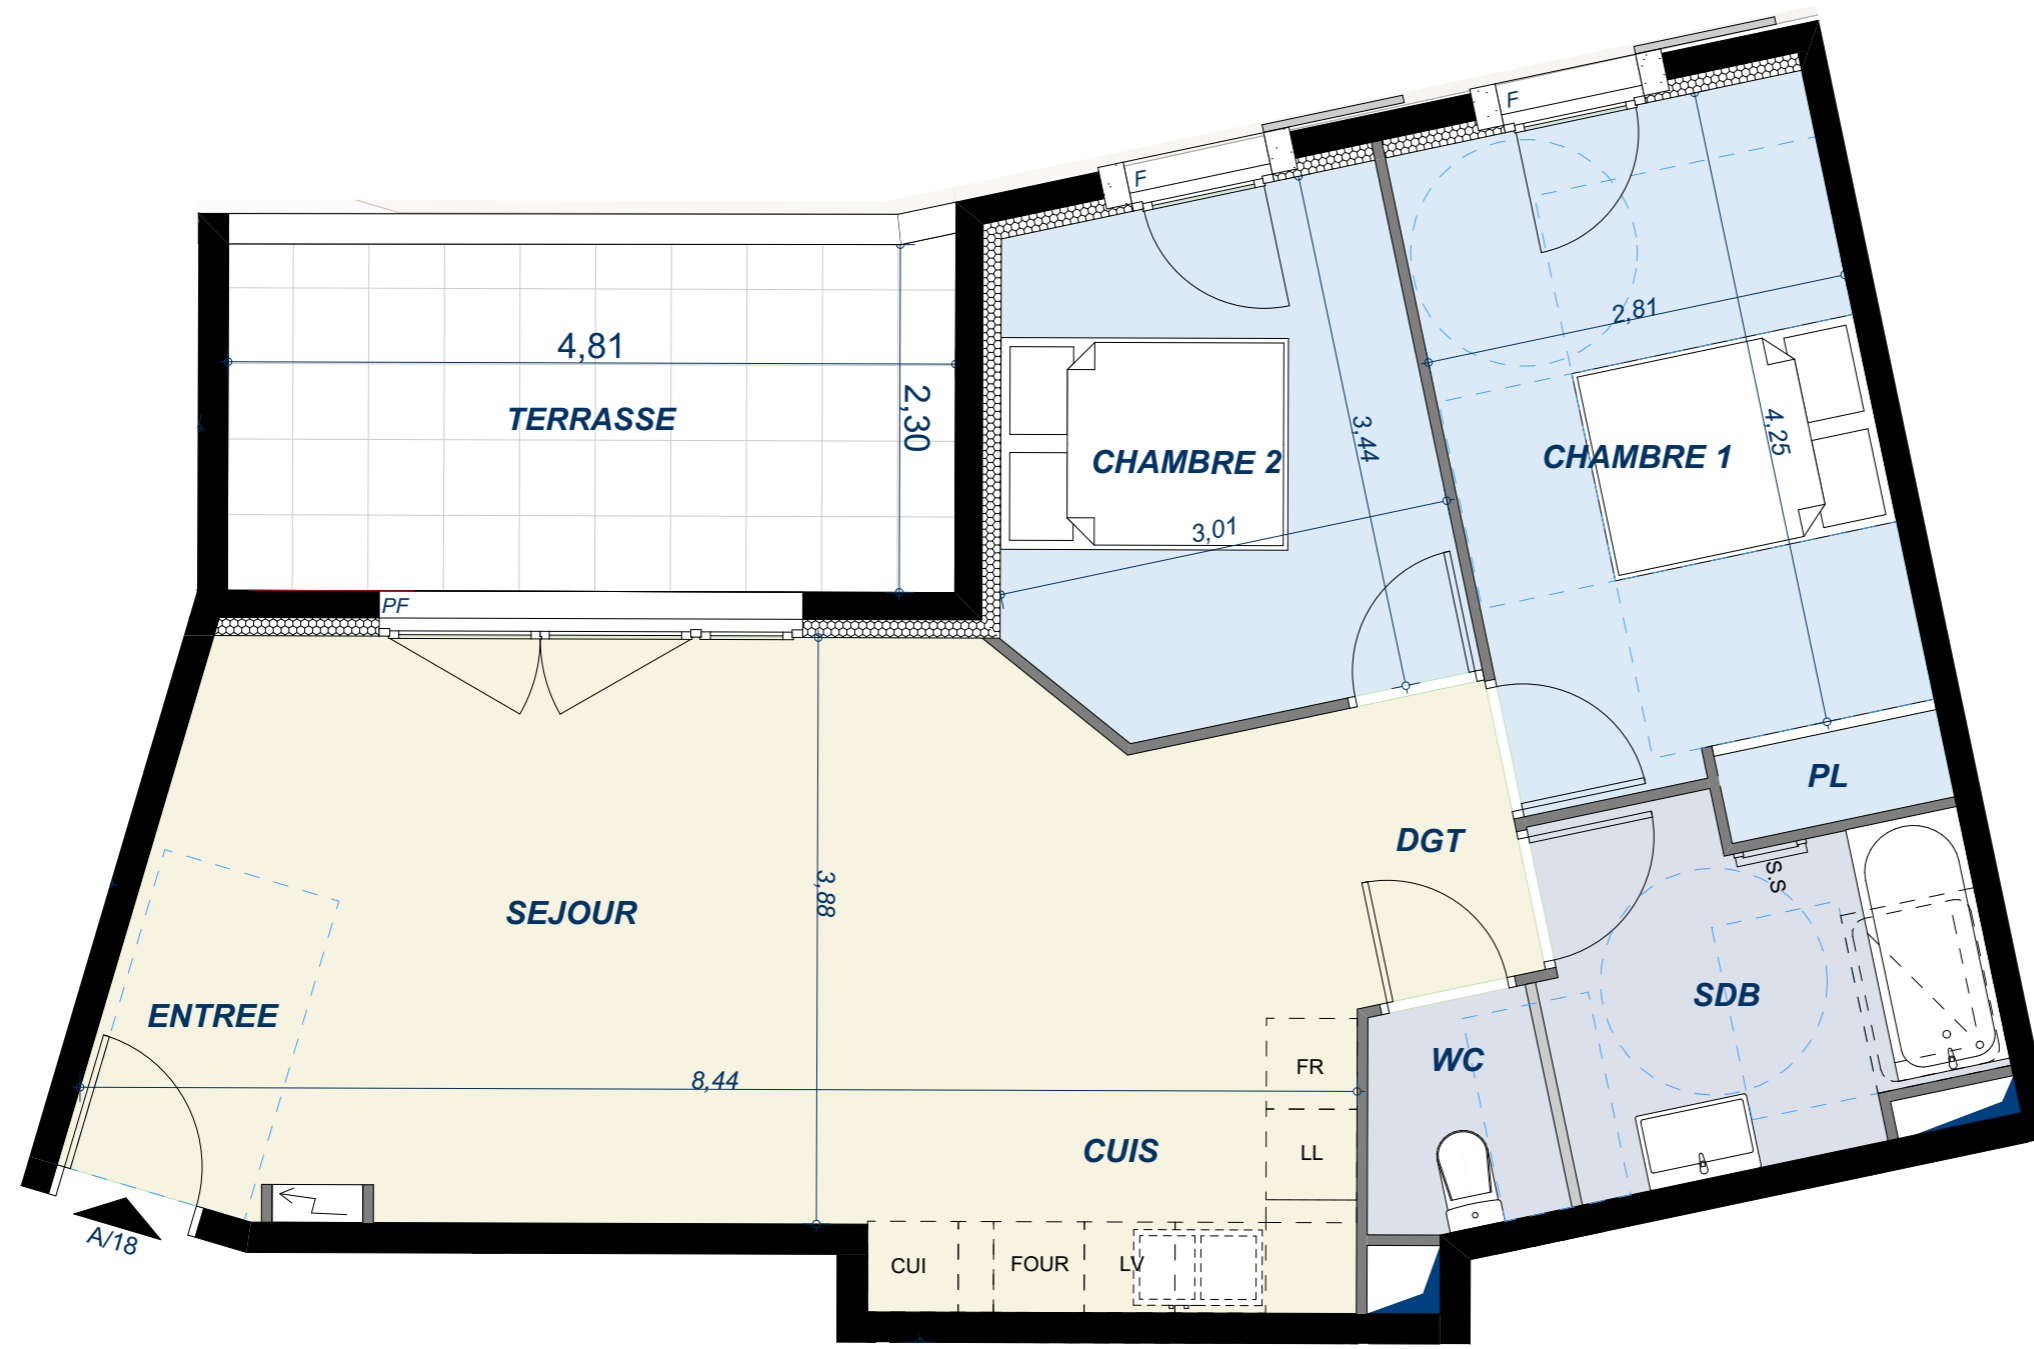 F
F
4,81
TERRASSE
2,30
2,81
CHAMBRE 2
3,44
CHAMBRE 1
4,25
3,01
PF
PL
DGT
S.S
SEJOUR
3,88
SDB
ENTREE
WC
FR
8,44
CUIS
LL
A/18
CUI
FOUR
LV